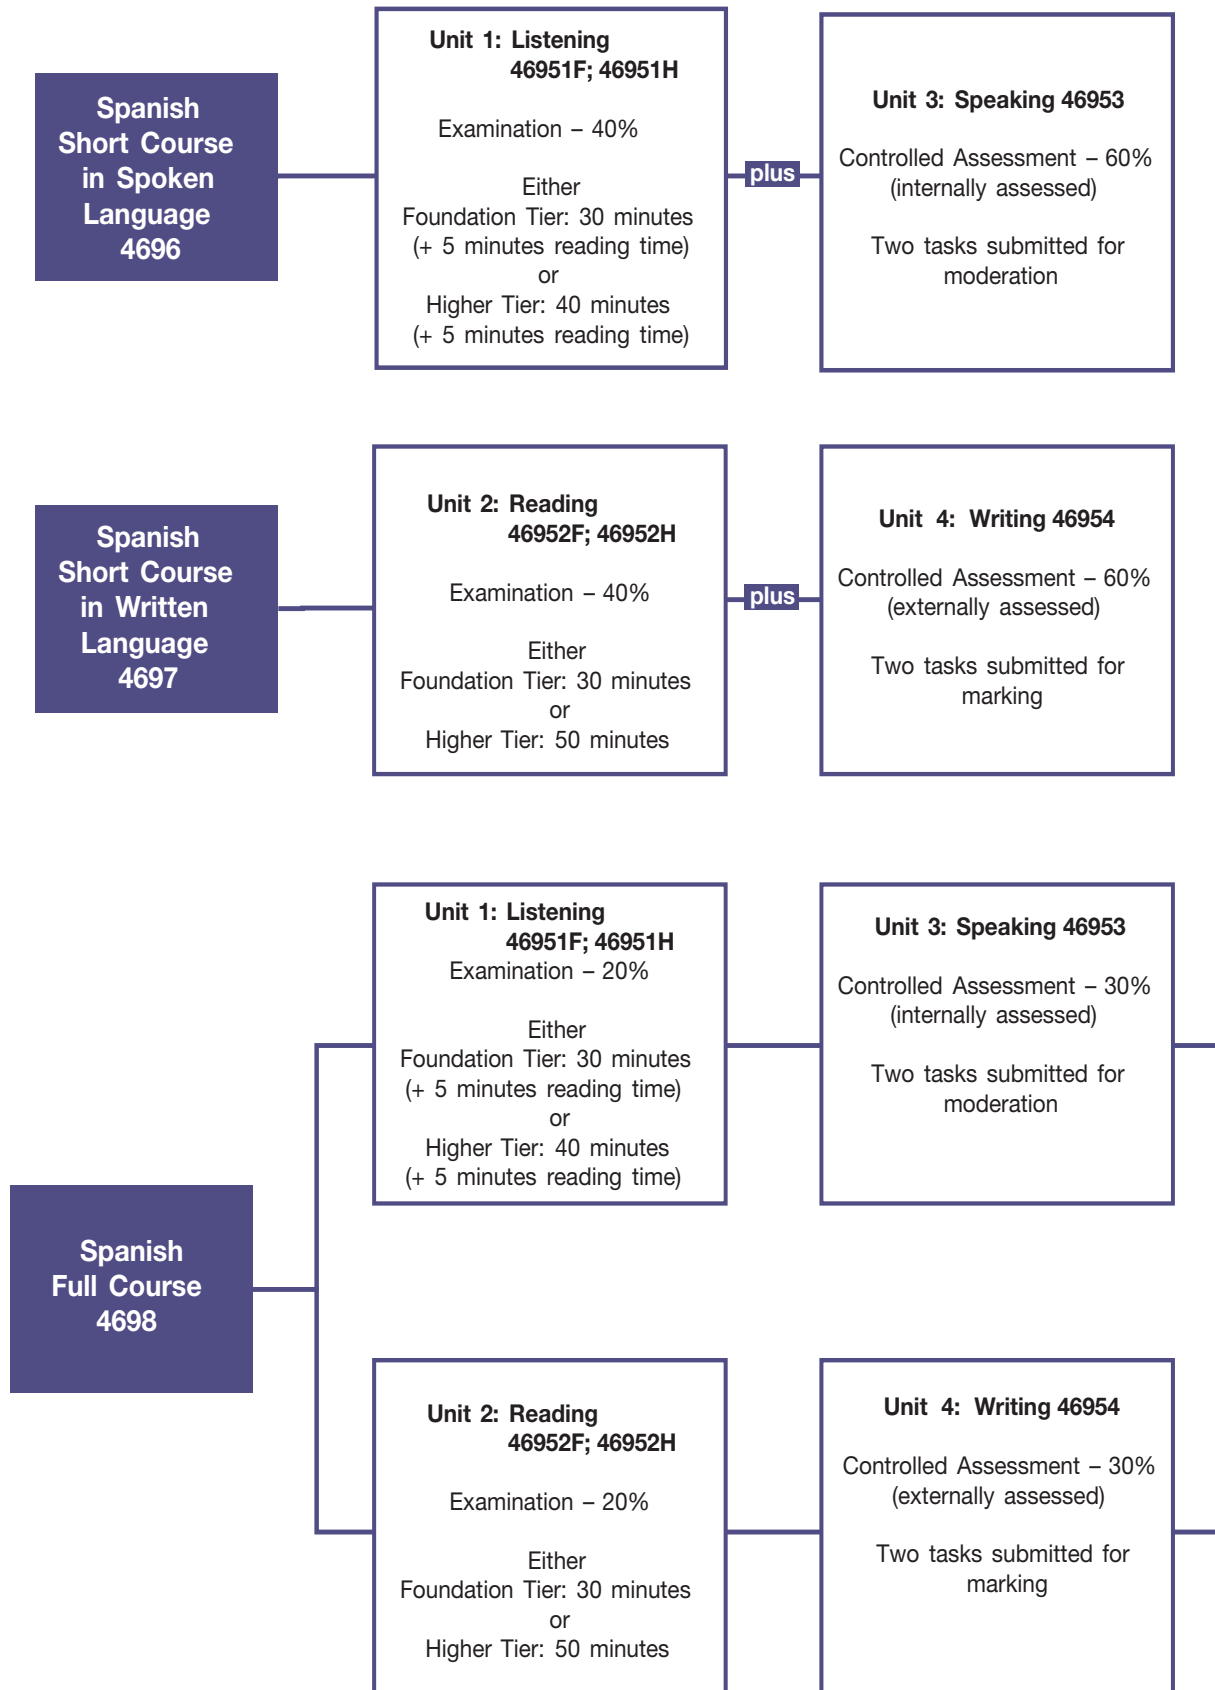 Spanish
Short Course
in Spoken
Language
4696
Unit 1: Listening
46951F; 46951H
Examination – 40%
Either
Foundation Tier: 30 minutes
(+ 5 minutes reading time)
or
Higher Tier: 40 minutes
(+ 5 minutes reading time)
plus
Unit 3: Speaking 46953
Controlled Assessment – 60%
(internally assessed)
Two tasks submitted for
moderation
Spanish
Short Course
in Written
Language
4697
Unit 2: Reading
46952F; 46952H
Examination – 40%
Either
Foundation Tier: 30 minutes
or
Higher Tier: 50 minutes
plus
Unit 4: Writing 46954
Controlled Assessment – 60%
(externally assessed)
Two tasks submitted for
marking
Spanish
Full Course
4698
Unit 1: Listening
46951F; 46951H
Examination – 20%
Either
Foundation Tier: 30 minutes
(+ 5 minutes reading time)
or
Higher Tier: 40 minutes
(+ 5 minutes reading time)
Unit 3: Speaking 46953
Controlled Assessment – 30%
(internally assessed)
Two tasks submitted for
moderation
Unit 2: Reading
46952F; 46952H
Examination – 20%
Either
Foundation Tier: 30 minutes
or
Higher Tier: 50 minutes
Unit 4: Writing 46954
Controlled Assessment – 30%
(externally assessed)
Two tasks submitted for
marking